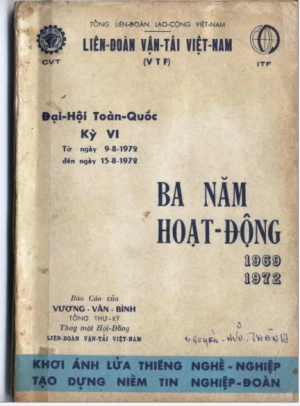 TỔNG LIÊN-ĐOÀN LAO-CÔNG VIỆT-NAM
LIÊN-ĐOÀN VẬN-TẢI VIỆT-NAM
(VTF)
CVT
ITF
Đại-Hội Toàn-Quốc
Kỳ VI
Từ ngày 9-8-1972
đến ngày 15-8-1972
BA NĂM
HOẠT-ĐỘNG
1969
1972
Báo Cáo của
VƯƠNG-VĂN-BÌNH
TỔNG THƯ-KÝ
Thay mặt Hội-Đồng
LIÊN-ĐOÀN VẬN-TẢI VIỆT-NAM
KHƠI ÁNH LỬA THIÊNG NGHỀ-NGHIỆP
TẠO DỰNG NIỀM TIN NGHIỆP-ĐOÀN